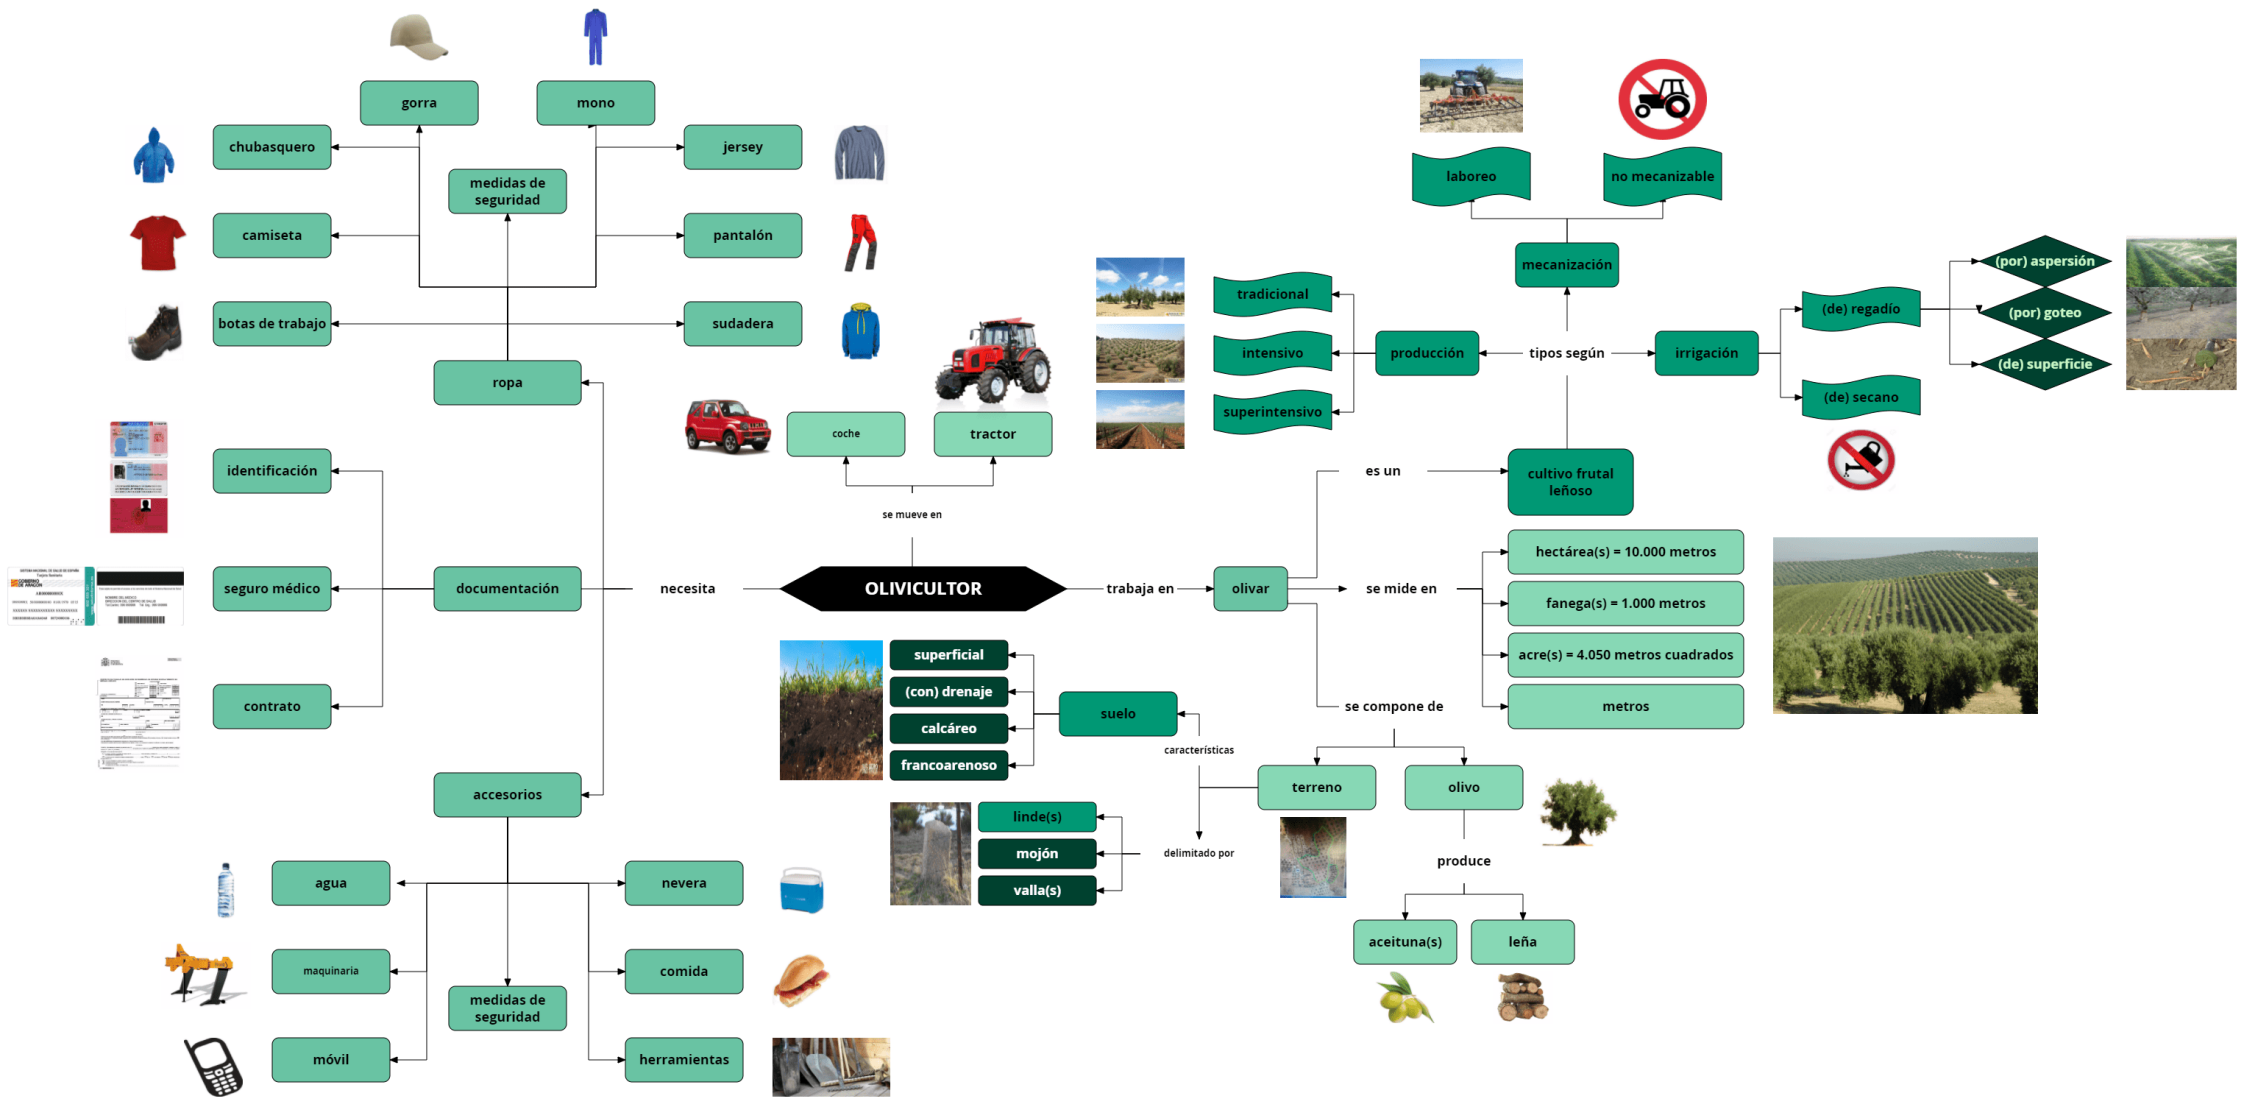 gorra
mono
chubasquero
jersey
medidas de
seguridad
camiseta
pantalón
botas de trabajo
sudadera
ropa
coche
tractor
se mueve en
identificación
seguro médico
documentación
necesita
OLIVICULTOR
trabaja en
olivar
contrato
accesorios
agua
nevera
maquinaria
comida
medidas de
seguridad
móvil
herramientas
laboreo
no mecanizable
mecanización
tradicional
intensivo
superintensivo
producción
tipos según
irrigación
(de) regadío
(de) secano
(por) aspersión
(por) goteo
(de) superficie
es un
cultivo frutal
leñoso
se mide en
hectárea(s) = 10.000 metros
fanega(s) = 1.000 metros
acre(s) = 4.050 metros cuadrados
metros
se compone de
terreno
olivo
produce
aceituna(s)
leña
características
suelo
superficial
(con) drenaje
calcáreo
francoarenoso
delimitado por
linde(s)
mojón
valla(s)